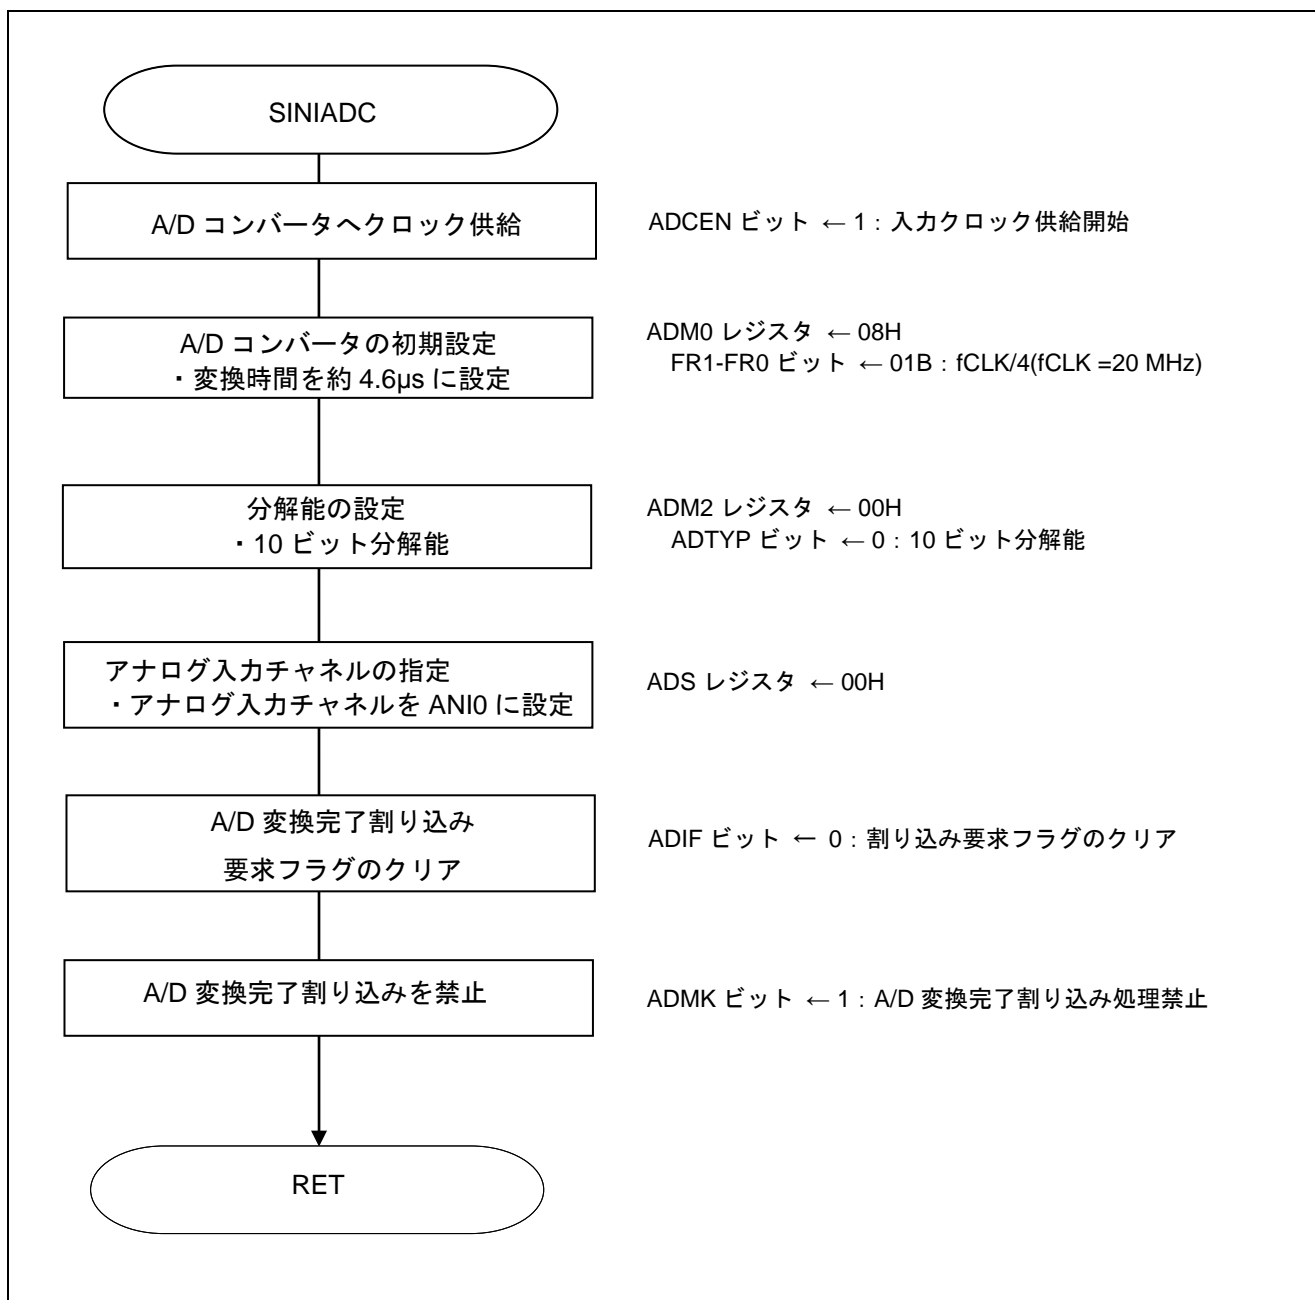 SINIADC
A/D コンバータへクロック供給
ADCEN ビット ← 1：入力クロック供給開始
A/D コンバータの初期設定
・変換時間を約 4.6µs に設定
ADM0 レジスタ ← 08H
FR1-FR0 ビット ← 01B：fCLK/4(fCLK =20 MHz)
分解能の設定
・10 ビット分解能
ADM2 レジスタ ← 00H
ADTYP ビット ← 0：10 ビット分解能
アナログ入力チャネルの指定
・アナログ入力チャネルを ANI0 に設定
ADS レジスタ ← 00H
A/D 変換完了割り込み
要求フラグのクリア
ADIF ビット ← 0：割り込み要求フラグのクリア
A/D 変換完了割り込みを禁止
ADMK ビット ← 1：A/D 変換完了割り込み処理禁止
RET